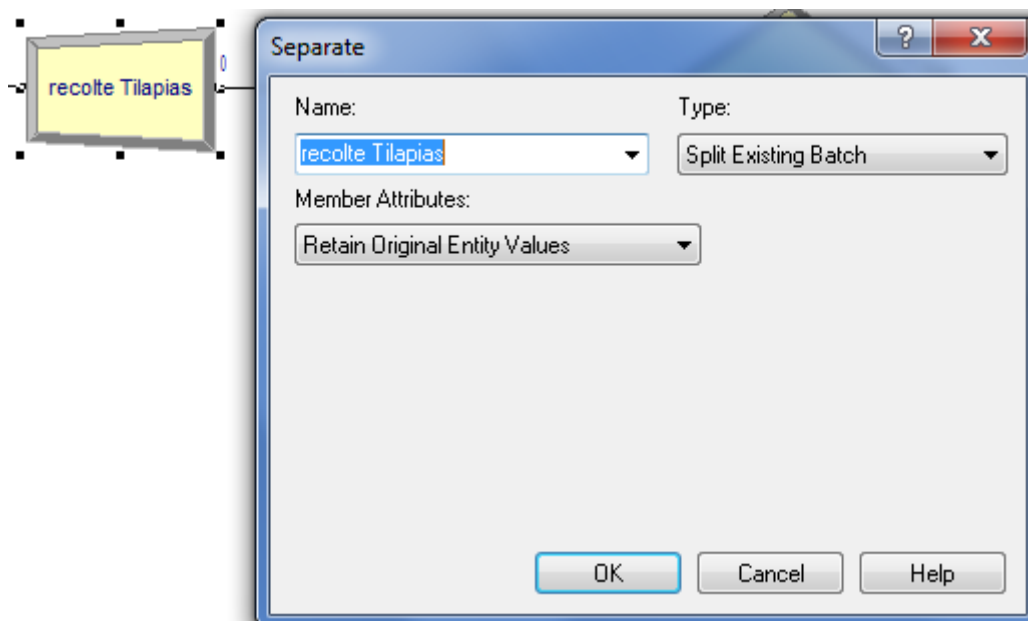 recolte Tilapias
0
Separate
?
X
Name:
Type:
recolte Tilapias
Split Existing Batch
Member Attributes:
Retain Original Entity Values
OK
Cancel
Help